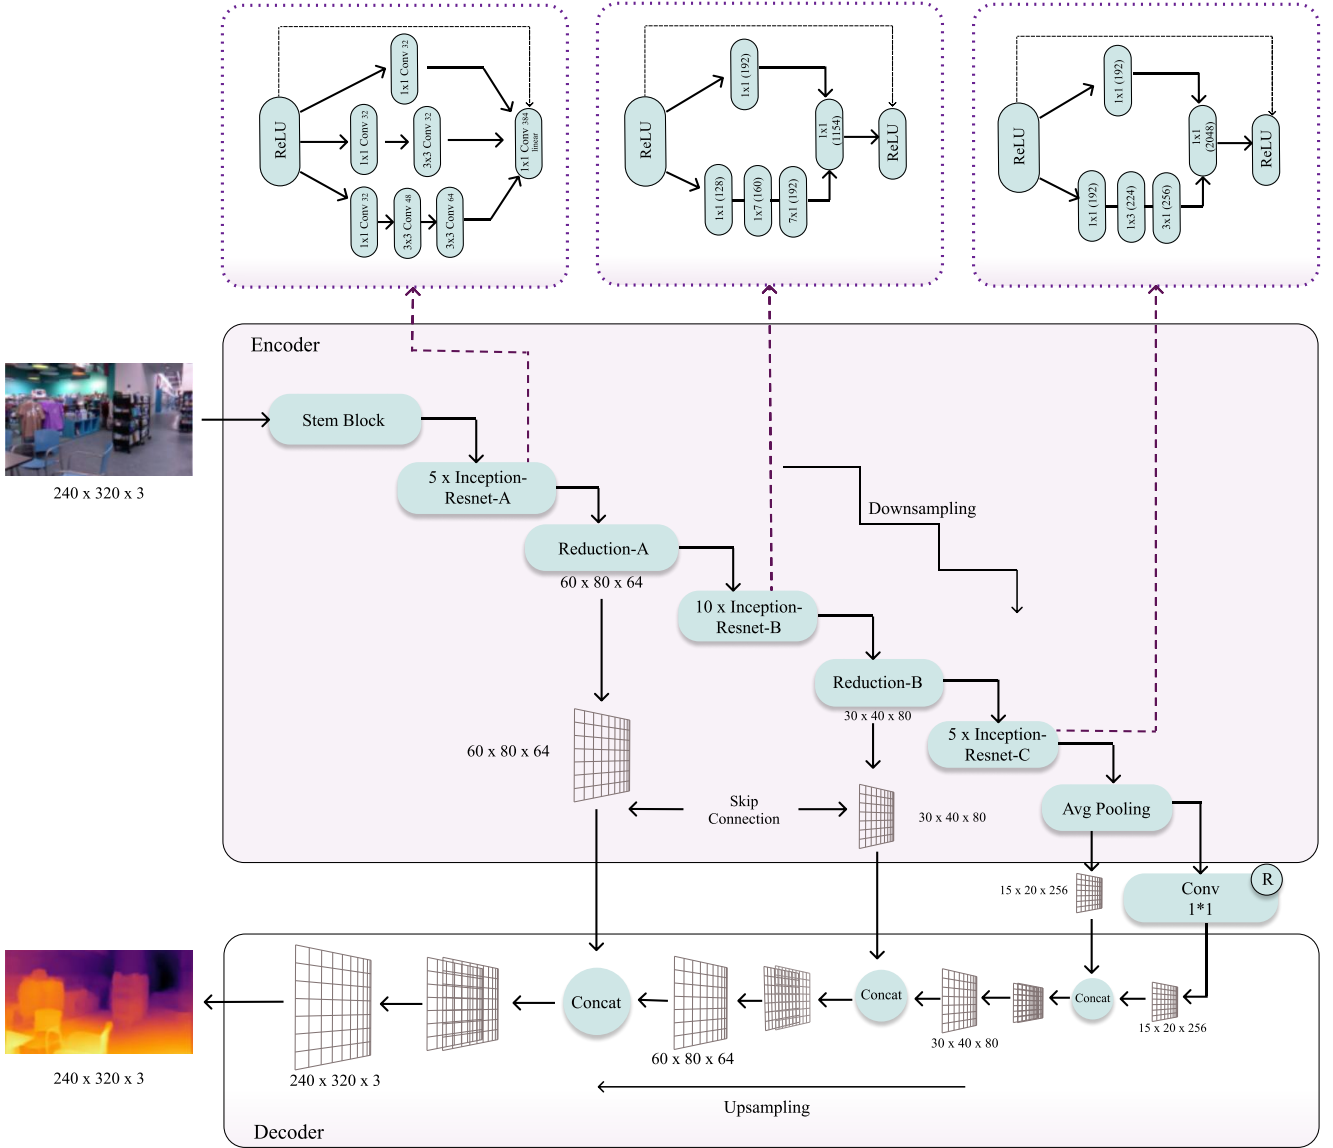 ReLU
1x1 Conv 32
1x1 Conv 32
3x3 Conv 32
1x1 Conv 32
3x3 Conv 48
3x3 Conv 64
1x1 Conv 384
linear
ReLU
1x1 (192)
1x1 (128)
1x7 (160)
7x1 (192)
1x1
(1154)
ReLU
ReLU
1x1 (192)
1x1 (192)
1x3 (224)
3x1 (256)
1x1
(2048)
ReLU
Encoder
240 x 320 x 3
Stem Block
5 x Inception-
Resnet-A
Reduction-A
60 x 80 x 64
Downsampling
10 x Inception-
Resnet-B
Reduction-B
30 x 40 x 80
5 x Inception-
Resnet-C
60 x 80 x 64
Skip
Connection
30 x 40 x 80
Avg Pooling
15 x 20 x 256
Conv
1*1
R
Concat
Concat
Concat
15 x 20 x 256
30 x 40 x 80
60 x 80 x 64
240 x 320 x 3
240 x 320 x 3
Upsampling
Decoder